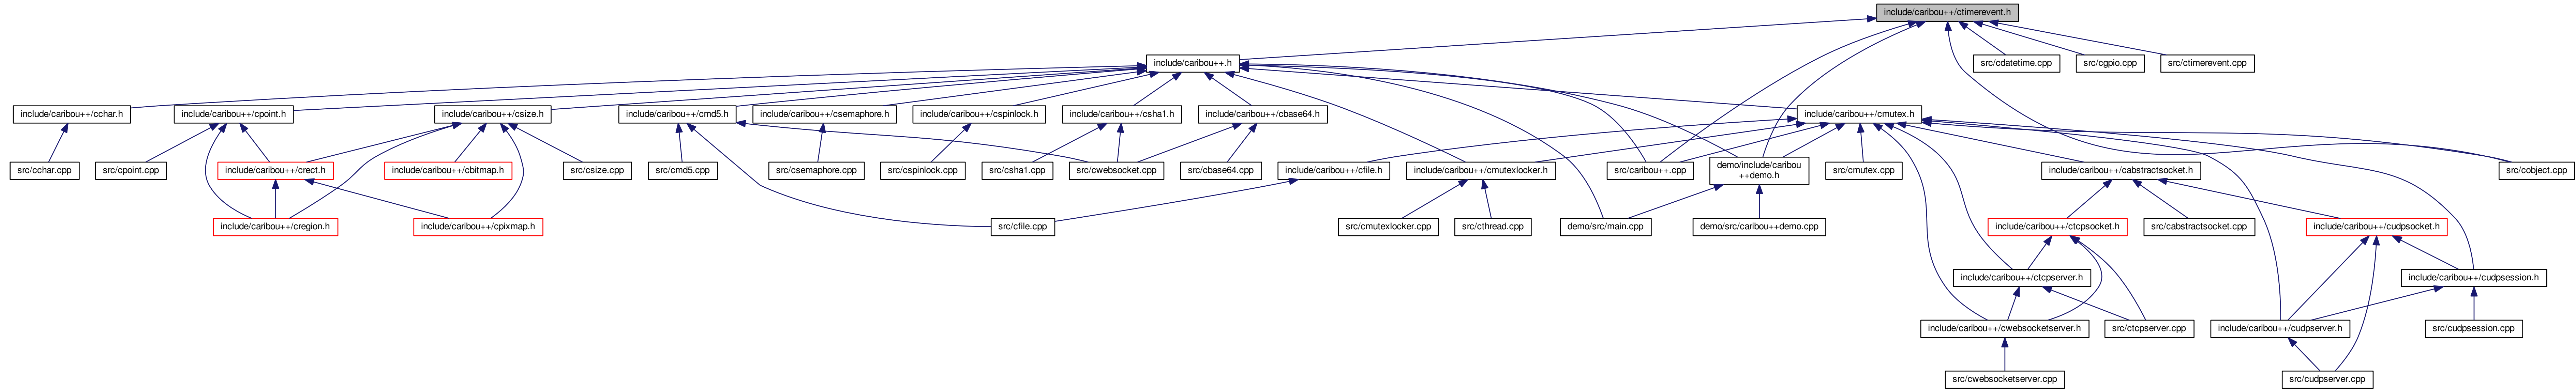 include/caribou++/ctimerevent.h
include/caribou++.h
src/cdatetime.cpp
src/cgpio.cpp
src/ctimerevent.cpp
include/caribou++/cchar.h
include/caribou++/cpoint.h
include/caribou++/csize.h
include/caribou++/cmd5.h
include/caribou++/csemaphore.h
include/caribou++/cspinlock.h
include/caribou++/csha1.h
include/caribou++/cbase64.h
include/caribou++/cmutex.h
src/cchar.cpp
src/cpoint.cpp
include/caribou++/crect.h
include/caribou++/cbitmap.h
src/csize.cpp
src/cmd5.cpp
src/csemaphore.cpp
src/cspinlock.cpp
src/csha1.cpp
src/cwebsocket.cpp
src/cbase64.cpp
include/caribou++/cfile.h
include/caribou++/cmutexlocker.h
src/caribou++.cpp
demo/include/caribou
++demo.h
src/cmutex.cpp
include/caribou++/cabstractsocket.h
src/cobject.cpp
include/caribou++/cregion.h
include/caribou++/cpixmap.h
src/cfile.cpp
src/cmutexlocker.cpp
src/cthread.cpp
demo/src/main.cpp
demo/src/caribou++demo.cpp
include/caribou++/ctcpsocket.h
src/cabstractsocket.cpp
include/caribou++/cudpsocket.h
include/caribou++/ctcpserver.h
include/caribou++/cudpsession.h
include/caribou++/cwebsocketserver.h
src/ctcpserver.cpp
include/caribou++/cudpserver.h
src/cudpsession.cpp
src/cwebsocketserver.cpp
src/cudpserver.cpp